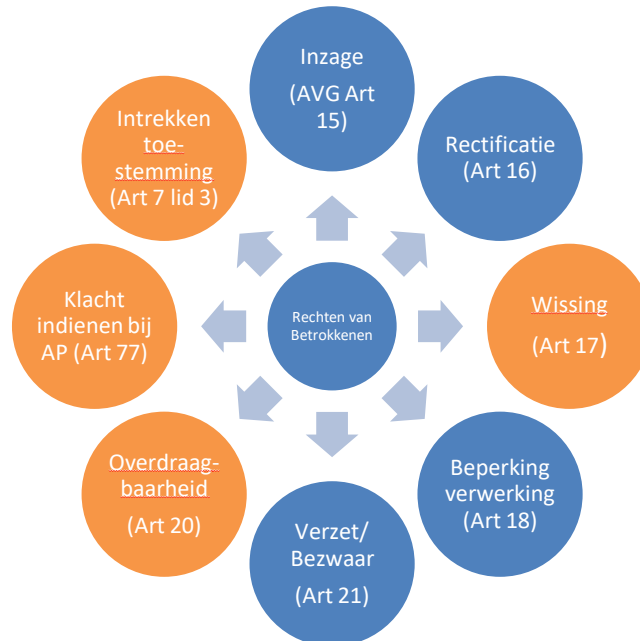 Inzage
(AVG Art
15)
Rectificatie
(Art 16)
Wissing
(Art 17)
Beperking
verwerking
(Art 18)
Verzet/
Bezwaar
(Art 21)
Overdraag-
baarheid
(Art 20)
Klacht
indienen bij
AP (Art 77)
Intrekken
toe-
stemming
(Art 7 lid 3)
Rechten van
Betrokkenen